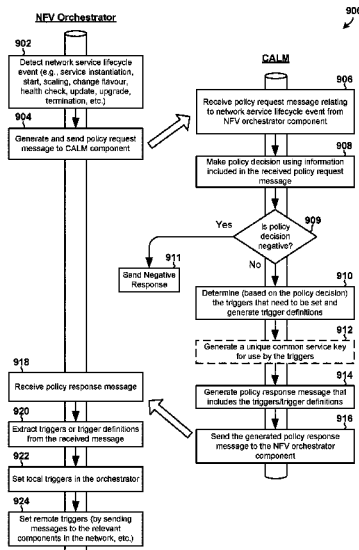 900
NFV Orchestrator
CALM
902
Detect network service lifecycle
event (e.g., service instantiation,
start, scaling, change flavour,
health check, update, upgrade,
termination, etc.)
904
Generate and send policy request
message to CALM component
906
Receive policy request message relating
to network service lifecycle event from
NFV orchestrator component
908
Make policy decision using information
included in the received policy request
message
909
Is policy
decision
negative?
Yes
No
911
Send Negative
Response
910
Determine (based on the policy decision)
the triggers that need to be set and
generate trigger definitions
912
Generate a unique common service key
for use by the triggers
914
Generate policy response message that
includes the triggers/trigger definitions
916
Send the generated policy response
message to the NFV orchestrator
component
918
Receive policy response message
920
Extract triggers or trigger definitions
from the received message
922
Set local triggers in the orchestrator
924
Set remote triggers (by sending
messages to the relevant
components in the network, etc.)